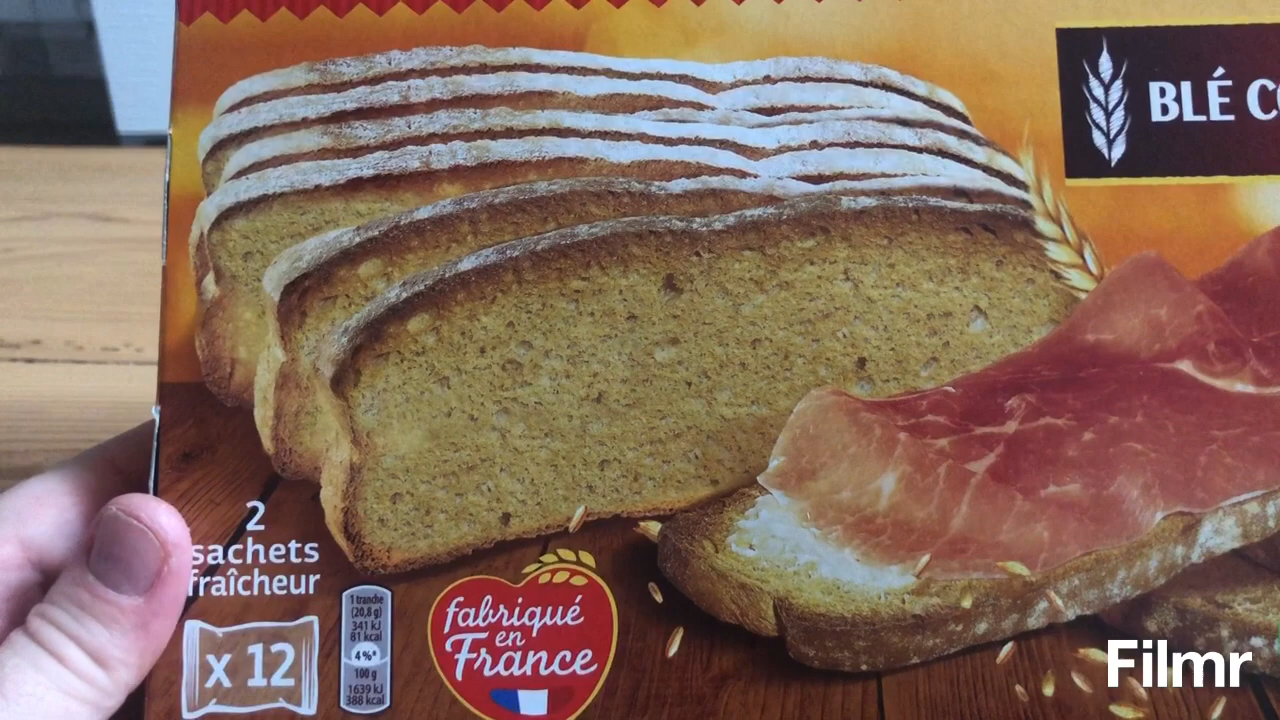 BLÉ
2
sachets
fraîcheur
x 12
1 tranche
(20,8 g)
341 kJ
81 kcal
4%*
100 g
1639 kJ
388 kcal
fabriqué
en
France
Filmr